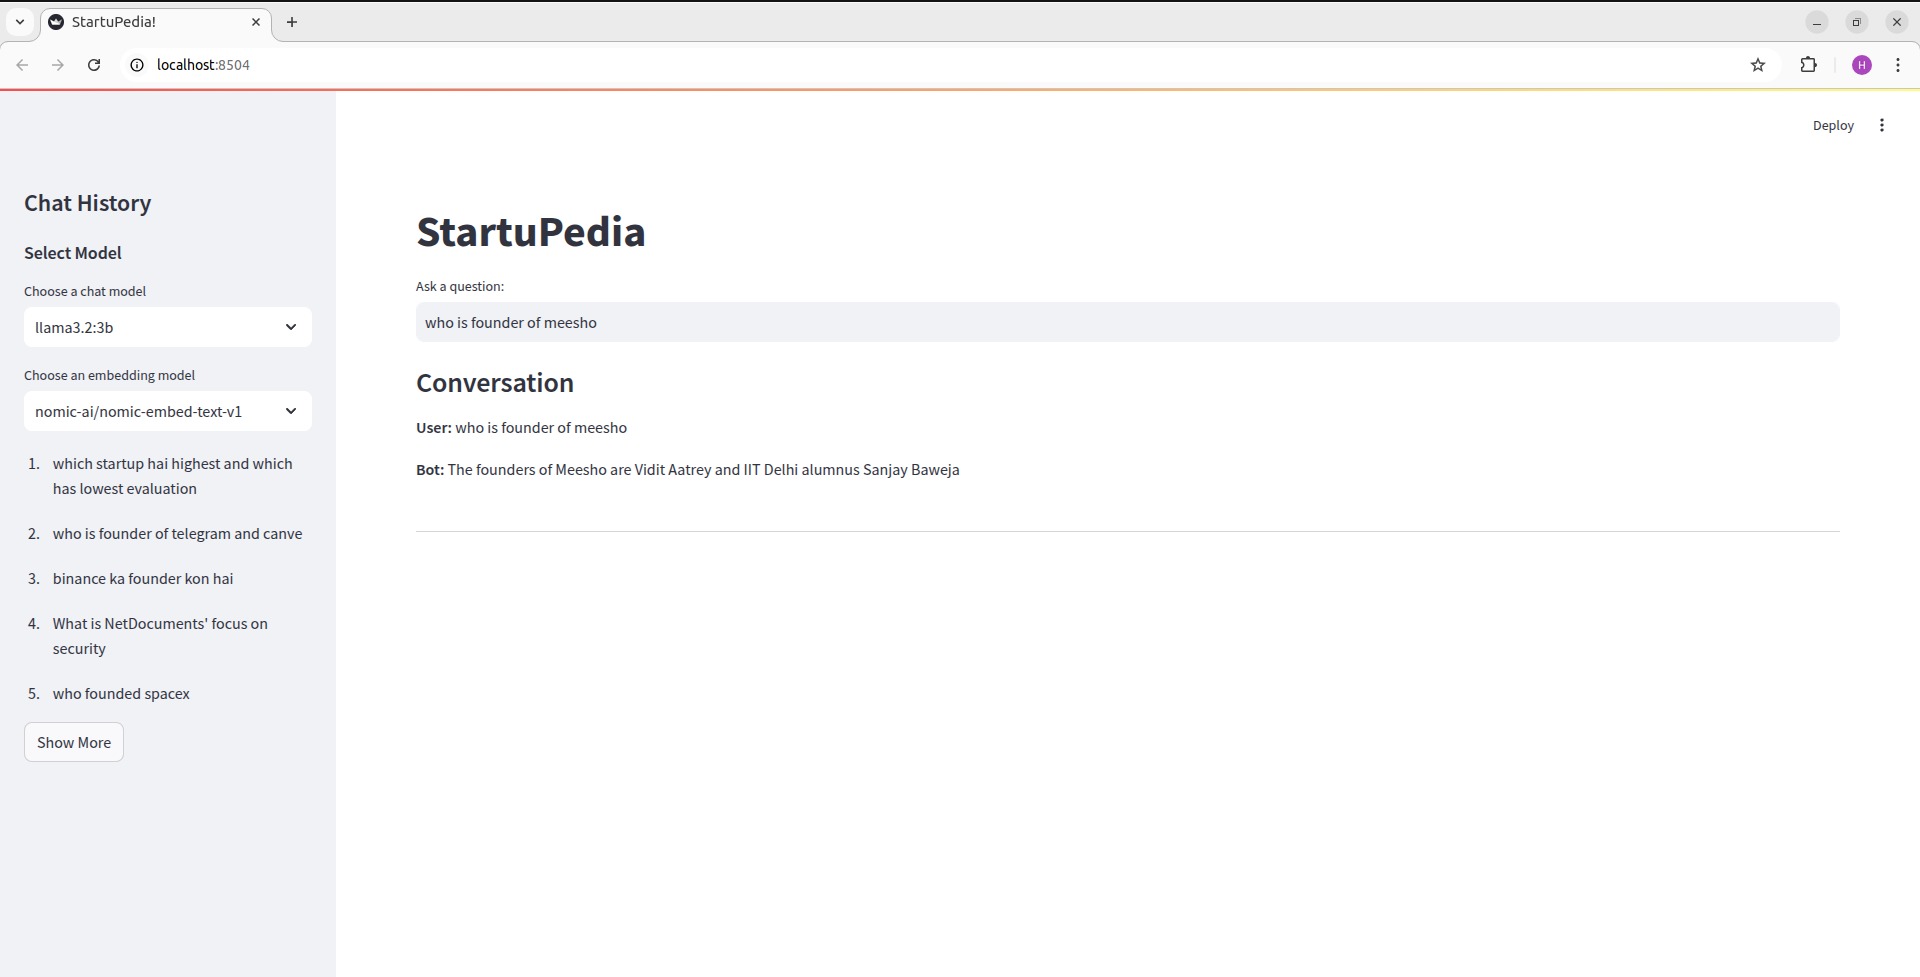 StartuPedia!
localhost:8504
H
Deploy
Chat History
Select Model
Choose a chat model
llama3.2:3b
Choose an embedding model
nomic-ai/nomic-embed-text-v1
1. which startup hai highest and which
has lowest evaluation
2. who is founder of telegram and canve
3. binance ka founder kon hai
4. What is NetDocuments' focus on
security
5. who founded spacex
Show More
StartuPedia
Ask a question:
who is founder of meesho
Conversation
User: who is founder of meesho
Bot: The founders of Meesho are Vidit Aatrey and IIT Delhi alumnus Sanjay Baweja